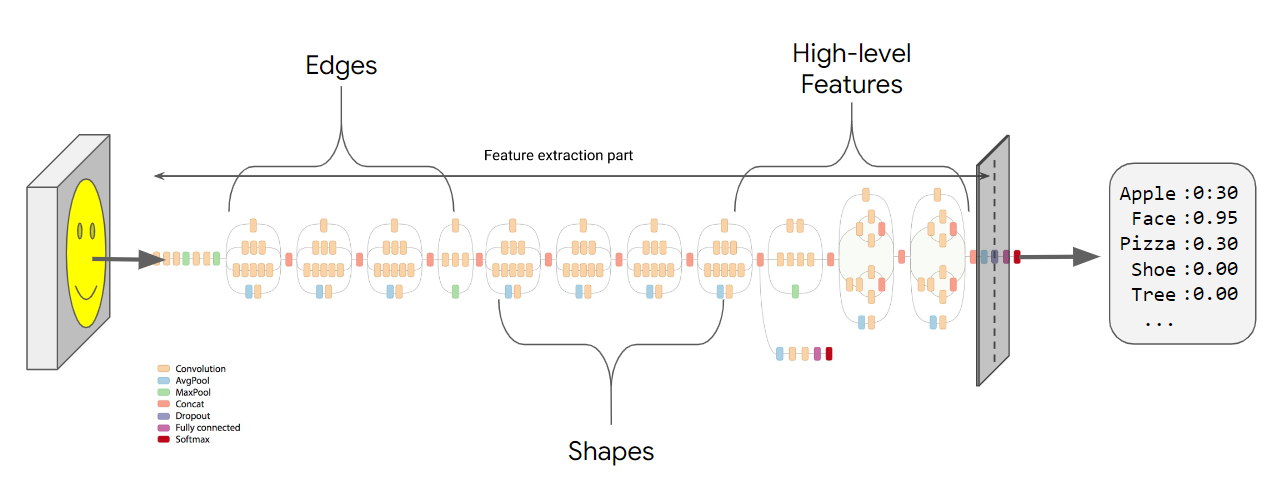 Edges
High-level
Features
Feature extraction part
Apple :0:30
Face :0.95
Pizza :0.30
Shoe :0.00
Tree :0.00
...
Convolution
AvgPool
MaxPool
Concat
Dropout
Fully connected
Softmax
Shapes